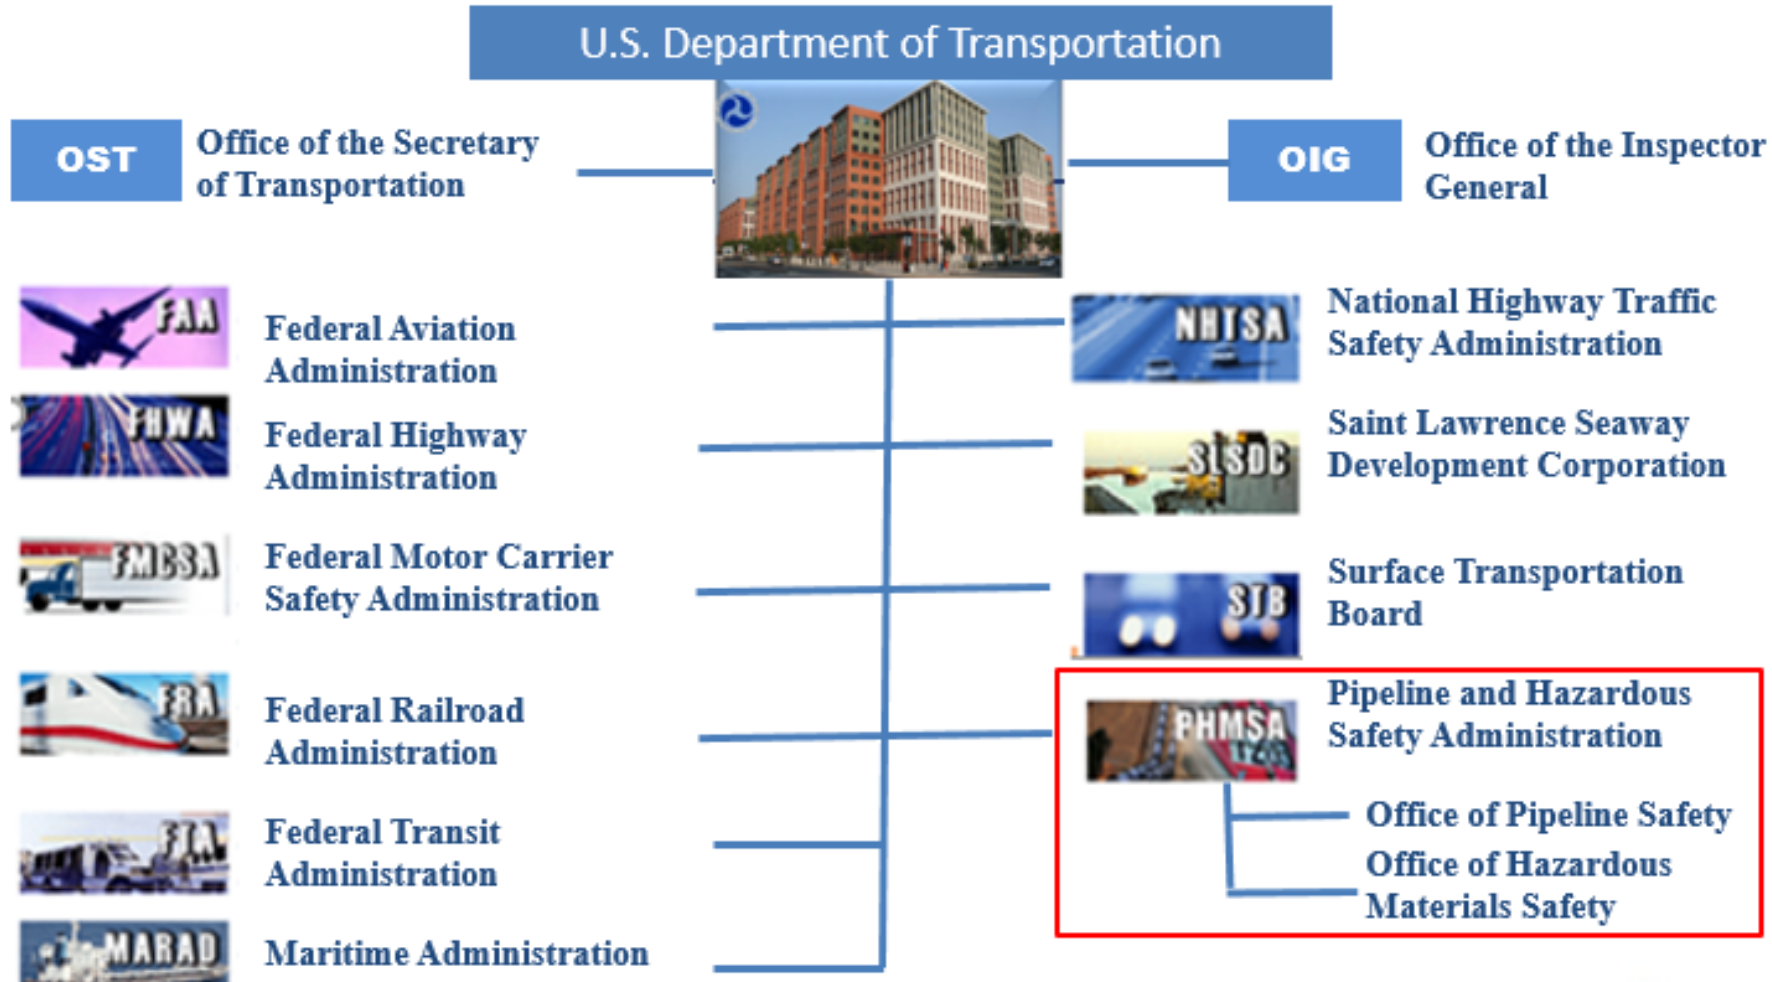 U.S. Department of Transportation
OST
Office of the Secretary
of Transportation
OIG
Office of the Inspector
General
FAA
Federal Aviation
Administration
FHWA
Federal Highway
Administration
FMCSA
Federal Motor Carrier
Safety Administration
FRA
Federal Railroad
Administration
FTA
Federal Transit
Administration
MARAD
Maritime Administration
NHTSA
National Highway Traffic
Safety Administration
SLSDC
Saint Lawrence Seaway
Development Corporation
STB
Surface Transportation
Board
PHMSA
Pipeline and Hazardous
Safety Administration
Office of Pipeline Safety
Office of Hazardous
Materials Safety